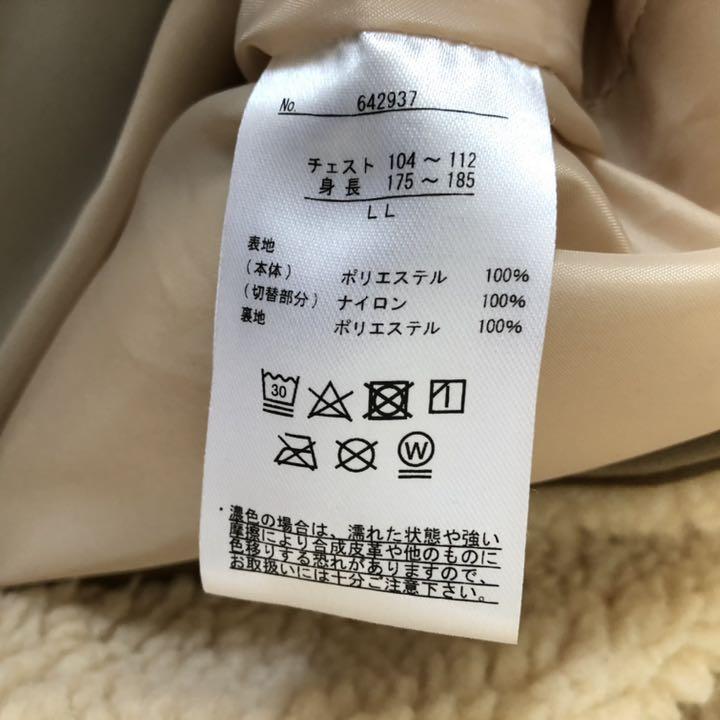 No. 642937
チェスト 104～112
身長 175～185
LL
表地
(本体) ポリエステル 100%
(切替部分) ナイロン 100%
裏地 ポリエステル 100%
30
W
・濃色の場合は、濡れた状態や強い
摩擦により合成皮革や他のものに
色移りする恐れがありますので、
お取扱いには十分ご注意下さい。